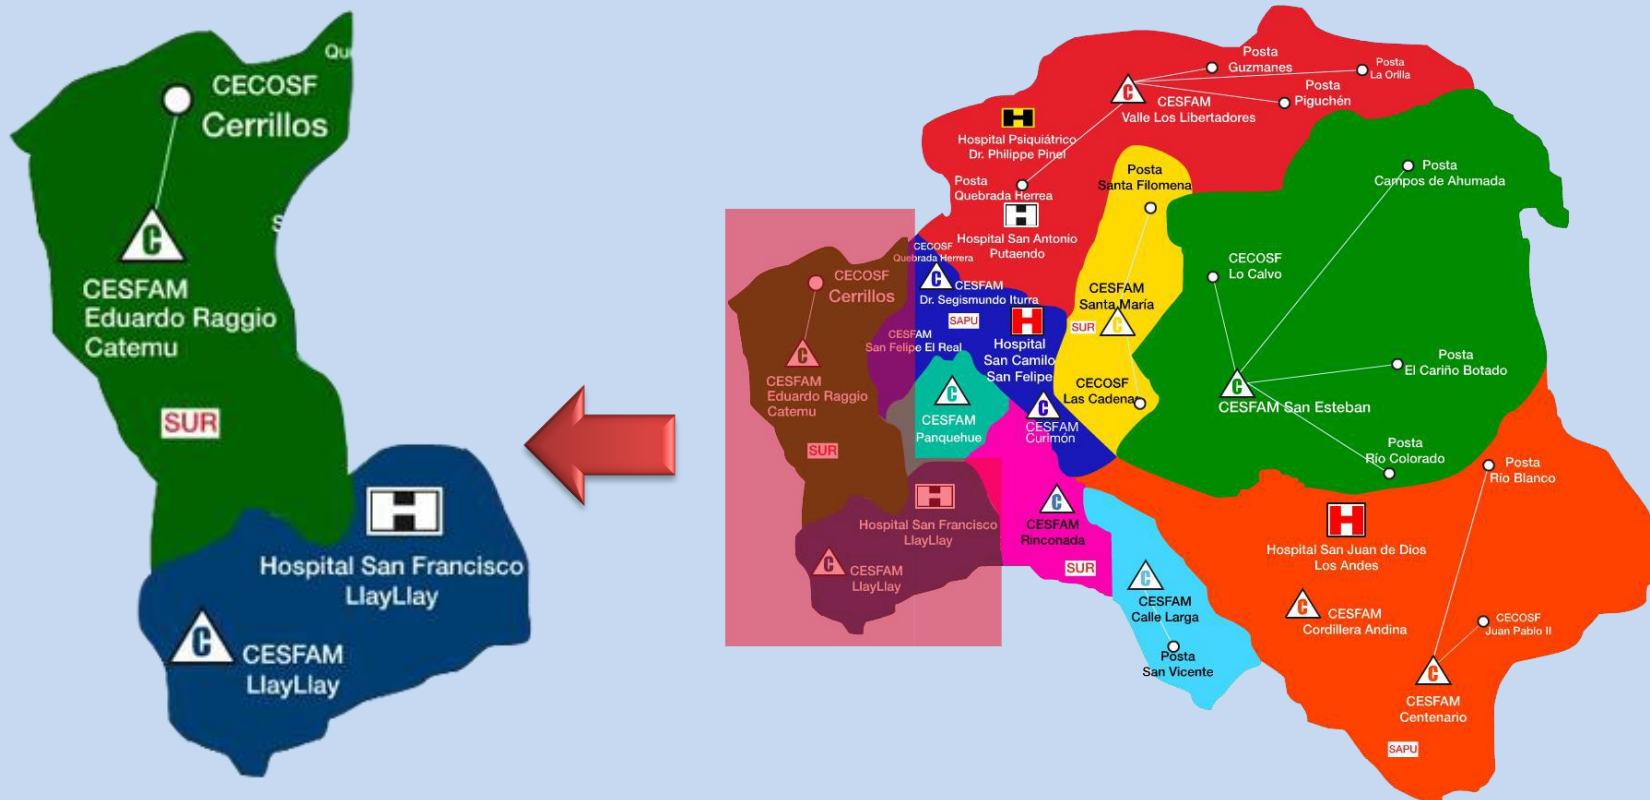 Qu
CECOSF
Cerrillos
S
C
CESFAM
Eduardo Raggio
Catemu
SUR
H
Hospital San Francisco
LlayLlay
C
CESFAM
LlayLlay
Posta
Guzmanes
Posta
La Orilla
Posta
Piguchén
C
CESFAM
Valle Los Libertadores
H
Hospital Psiquiátrico
Dr. Philippe Pinel
Posta
Quebrada Herrea
H
Hospital San Antonio
Putaendo
Posta
Santa Filomena
Posta
Campos de Ahumada
CECOSF
Quebrada Herrera
C
CESFAM
Dr. Segismundo Iturra
SAPU
H
Hospital
San Camilo
San Felipe
CESFAM
San Felipe El Real
CECOSF
Cerrillos
C
CESFAM
Eduardo Raggio
Catemu
SUR
CESFAM
Santa María
SUR
C
CECOSF
Las Cadenas
CECOSF
Lo Calvo
Posta
El Cariño Botado
C
CESFAM San Esteban
Posta
Río Colorado
C
CESFAM
Panquehue
C
CESFAM
Curimón
H
Hospital San Francisco
LlayLlay
C
CESFAM
LlayLlay
C
CESFAM
Rinconada
SUR
Posta
Río Blanco
H
Hospital San Juan de Dios
Los Andes
C
CESFAM
Calle Larga
Posta
San Vicente
C
CESFAM
Cordillera Andina
CECOSF
Juan Pablo II
C
CESFAM
Centenario
SAPU